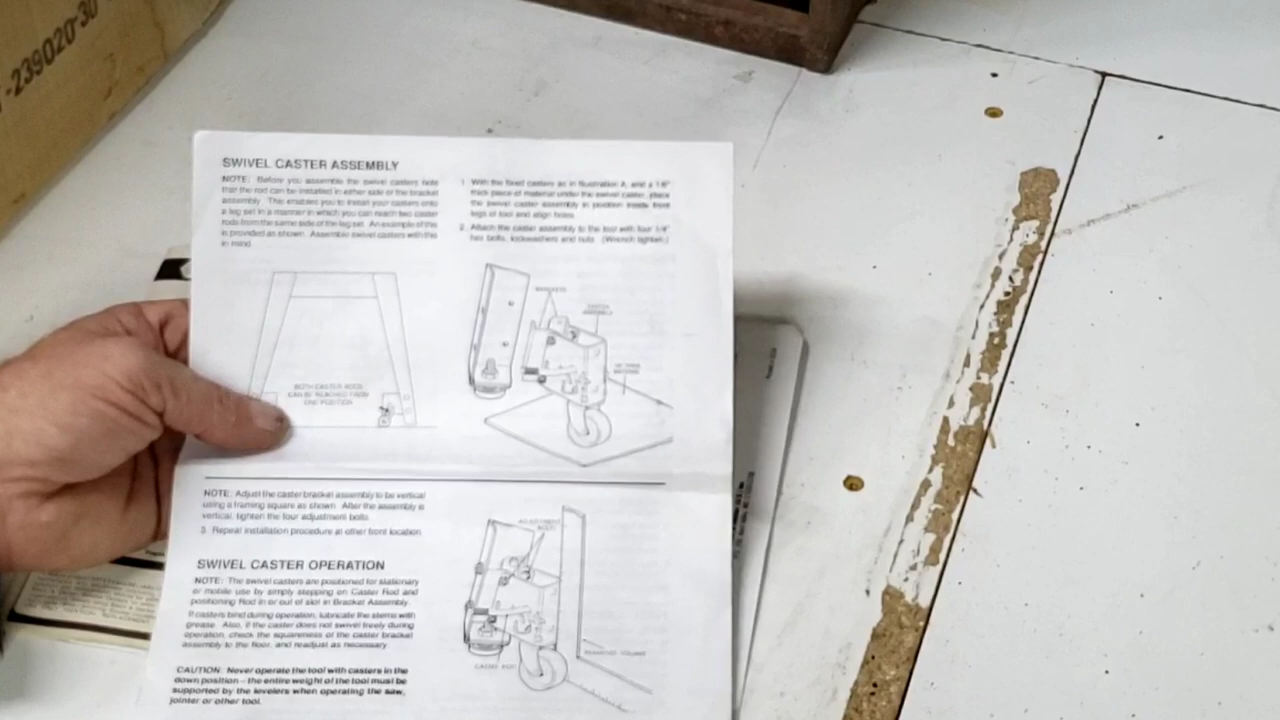 -239020-30
SWIVEL CASTER ASSEMBLY
NOTE: Before you assemble the swivel casters note
that the rod can be installed in either side of the bracket
assembly. This enables you to install your casters onto
a leg set in a manner in which you can reach two caster
rods from the same side of the leg set. An example of this
is provided as shown. Assemble swivel casters with this
in mind.
BOTH CASTER RODS
CAN BE REACHED FROM
ONE POSITION
1. With the fixed casters as in Illustration A, and a 1/8"
thick piece of material under the swivel caster, place
the swivel caster assembly in position inside front
legs of tool and align holes.
2. Attach the caster assembly to the tool with four 1/4"
hex bolts, lockwashers and nuts. (Wrench tighten.)
BRACKETS
CASTER
ASSEMBLY
MATERIAL
NOTE: Adjust the caster bracket assembly to be vertical
using a framing square as shown. After the assembly is
vertical, tighten the four adjustment bolts.
3. Repeat installation procedure at other front location.
SWIVEL CASTER OPERATION
NOTE: The swivel casters are positioned for stationary
or mobile use by simply stepping on Caster Rod and
positioning Rod in or out of slot in Bracket Assembly.
If casters bind during operation, lubricate the stems with
grease. Also, if the caster does not swivel freely during
operation, check the squareness of the caster bracket
assembly to the floor, and readjust as necessary.
CAUTION: Never operate the tool with casters in the
down position – the entire weight of the tool must be
supported by the levelers when operating the saw,
jointer or other tool.
ADJUSTMENT
BOLTS
CASTER ROD
FRAMING SQUARE